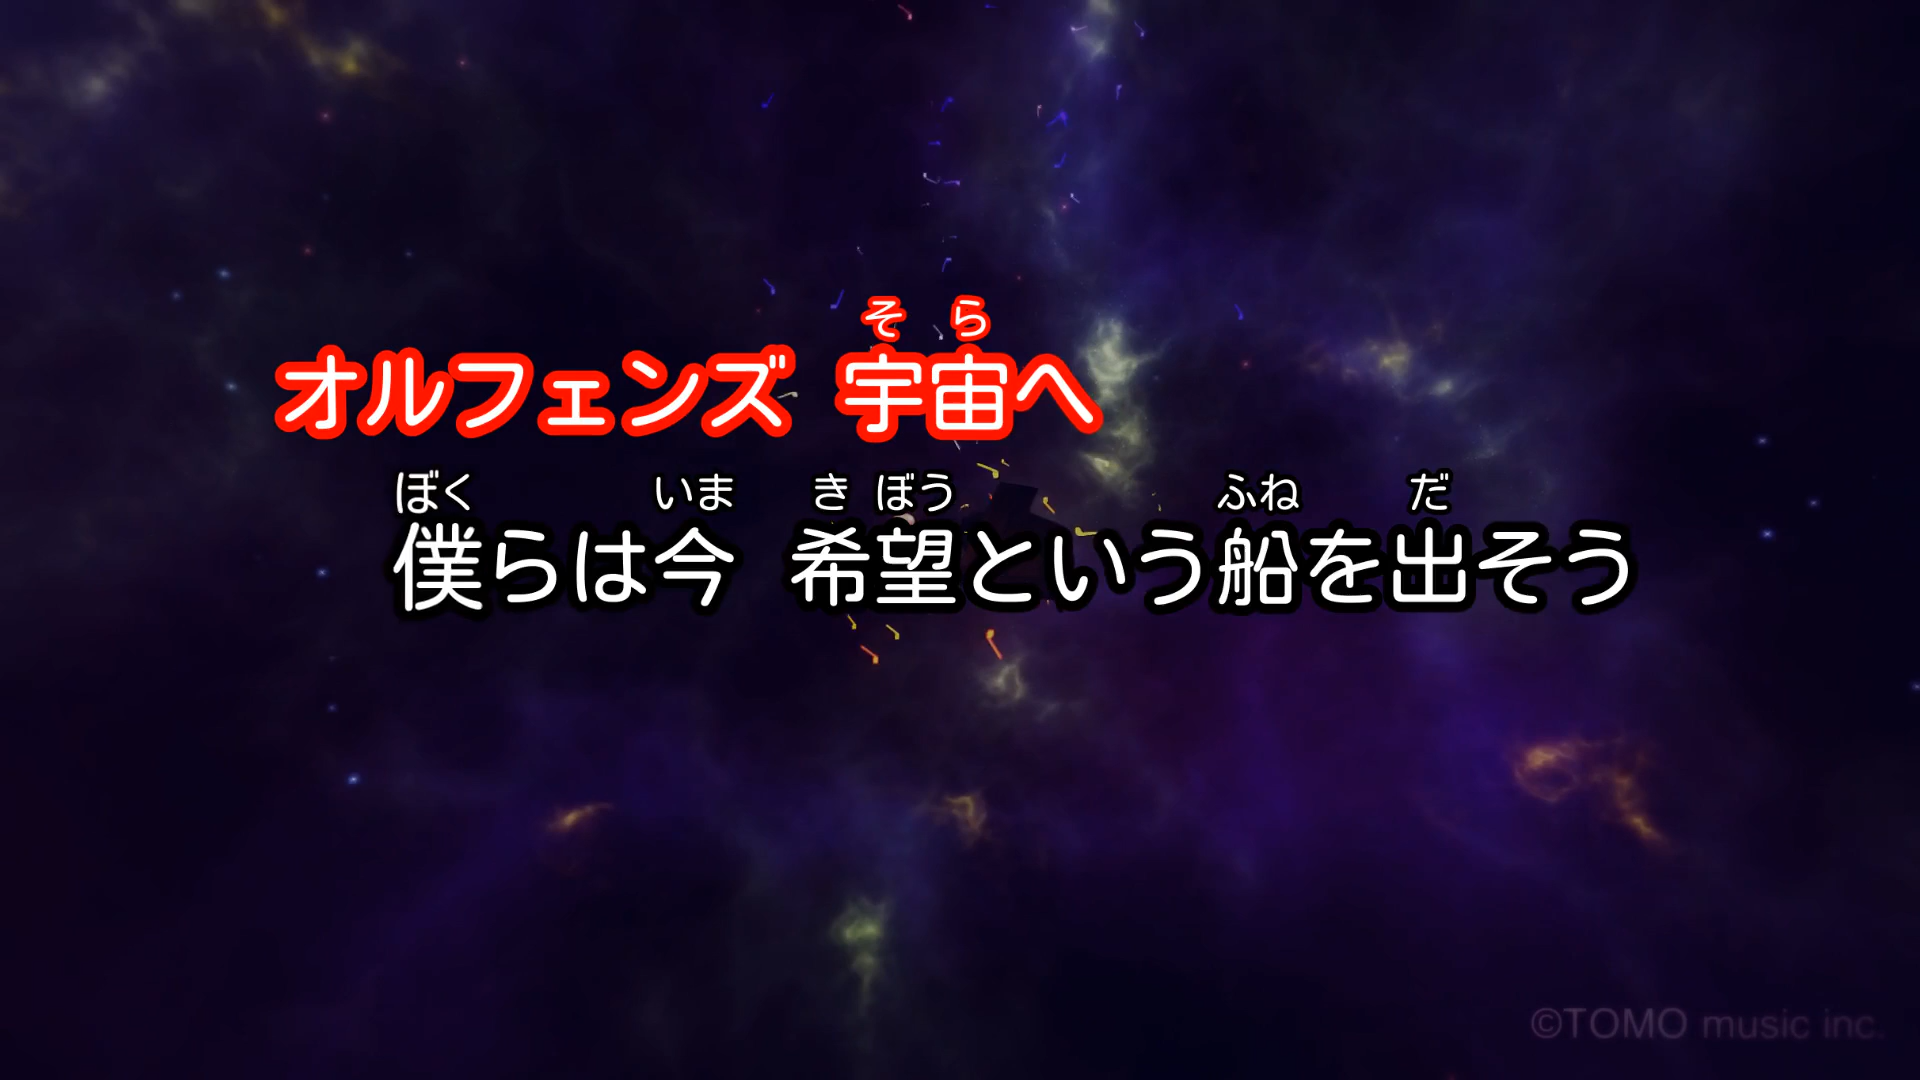 そら
オルフェンズ 宇宙へ
ぼく いま き ぼう ふね だ
僕らは今 希望という船を出そう
©TOMO music inc.